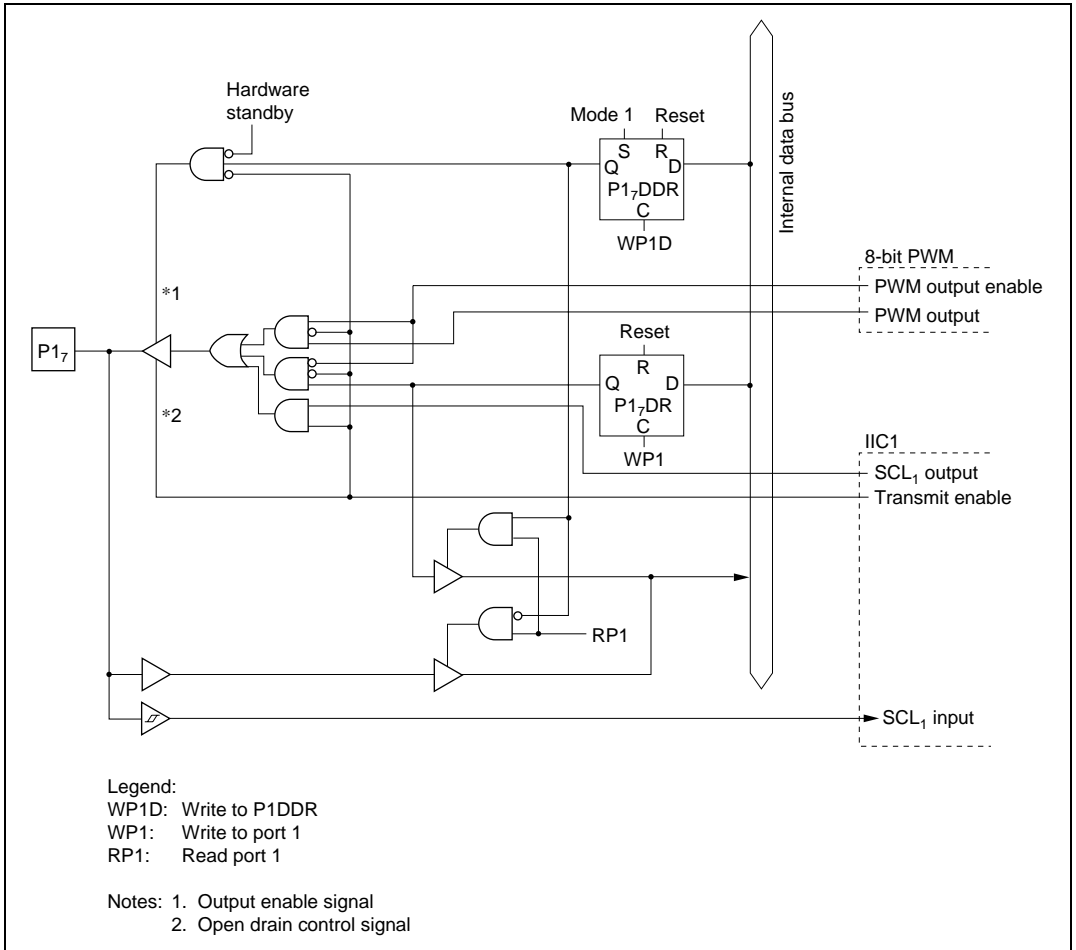 Hardware
standby
Mode 1 Reset
S R
Q D
P1₇DDR
C
WP1D
Internal data bus
8-bit PWM
PWM output enable
PWM output
*1
P1₇
*2
Reset
R
Q D
P1₇DR
C
WP1
IIC1
SCL₁ output
Transmit enable
RP1
SCL₁ input
Legend:
WP1D: Write to P1DDR
WP1: Write to port 1
RP1: Read port 1
Notes: 1. Output enable signal
2. Open drain control signal